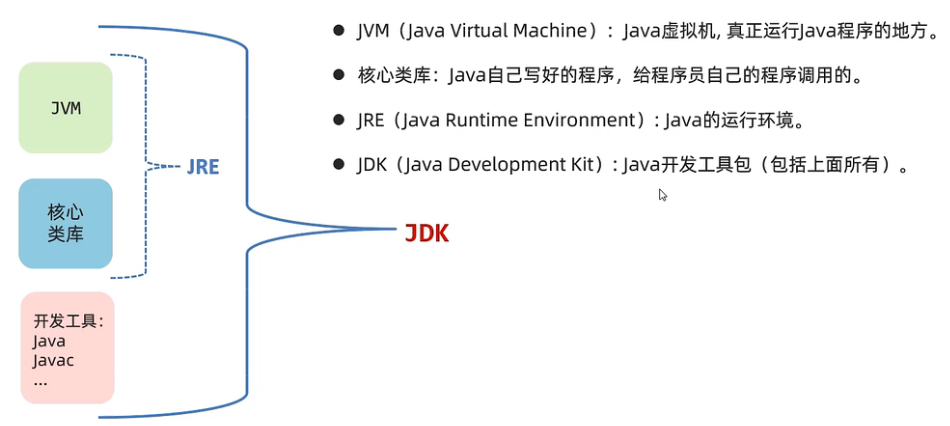 JVM
核心
类库
开发工具：
Java
Javac
...
JRE
JDK
● JVM（Java Virtual Machine）：Java虚拟机, 真正运行Java程序的地方。
● 核心类库：Java自己写好的程序，给程序员自己的程序调用的。
● JRE（Java Runtime Environment）: Java的运行环境。
● JDK（Java Development Kit）: Java开发工具包（包括上面所有）。